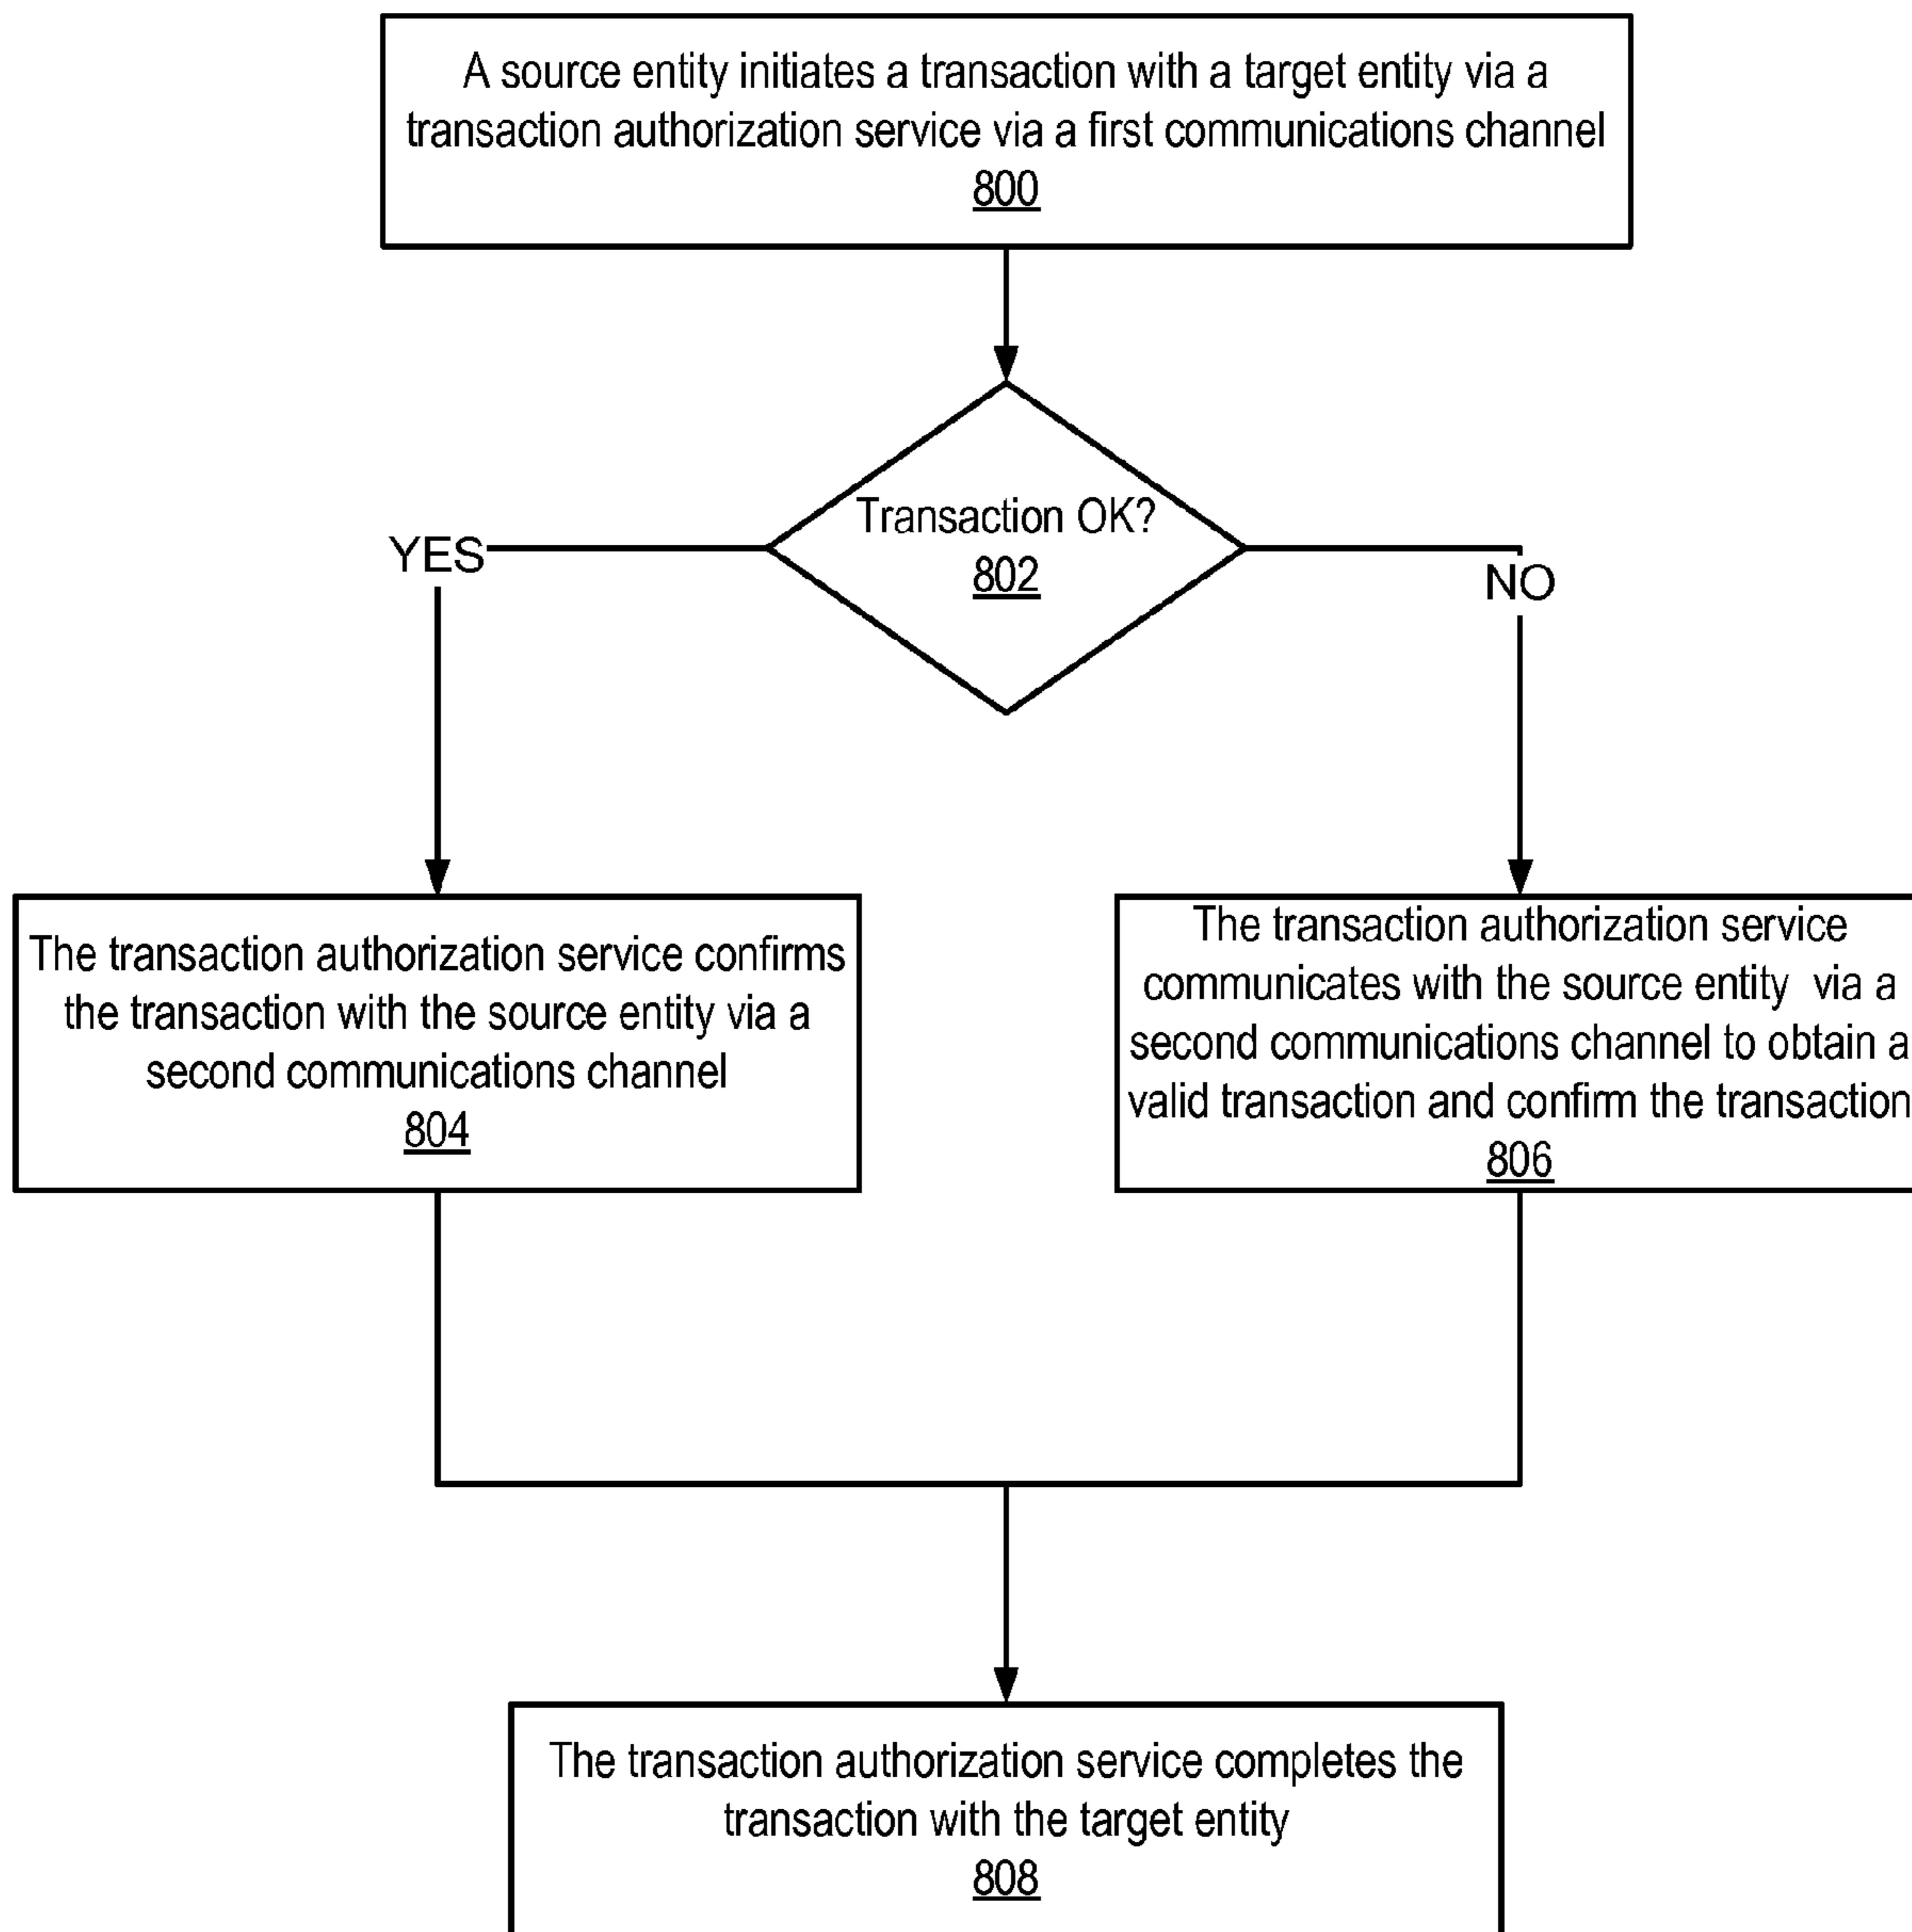 A source entity initiates a transaction with a target entity via a
transaction authorization service via a first communications channel
800
Transaction OK?
802
YES
NO
The transaction authorization service confirms
the transaction with the source entity via a
second communications channel
804
The transaction authorization service
communicates with the source entity via a
second communications channel to obtain a
valid transaction and confirm the transaction
806
The transaction authorization service completes the
transaction with the target entity
808